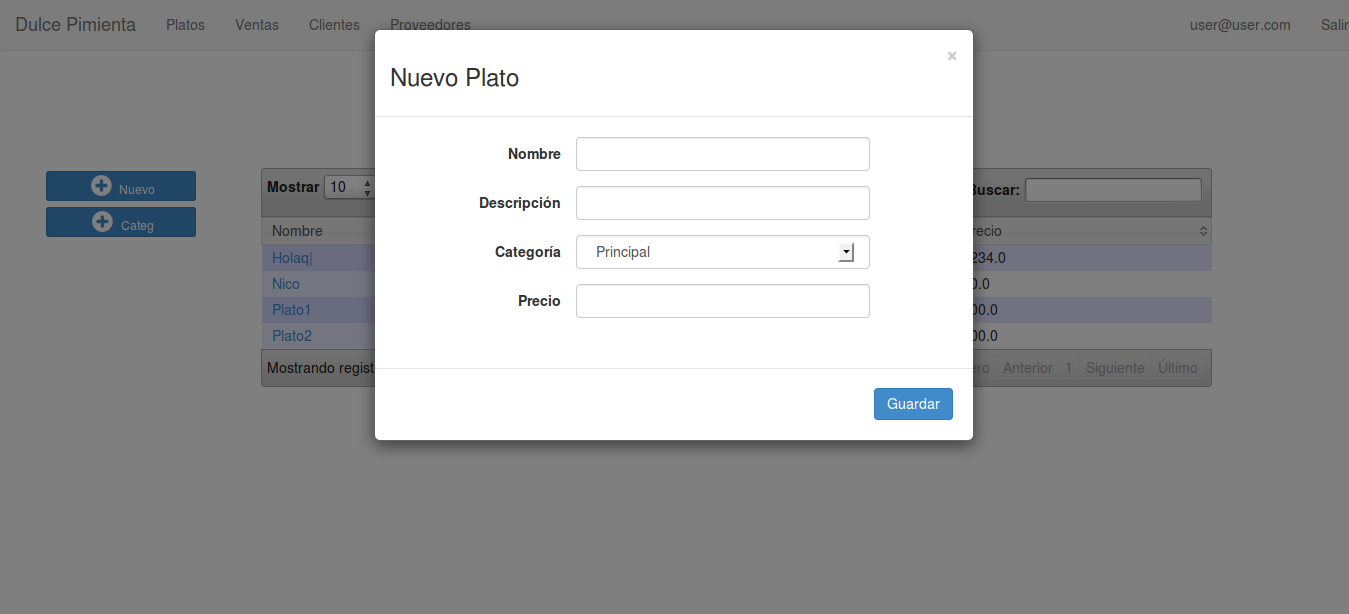 Dulce Pimienta Platos Ventas Clientes Proveedores user@user.com Salir
×
Nuevo Plato
Nombre
Descripción
Categoría Principal
Precio
Guardar
Nuevo
Categ
Mostrar 10 Buscar:
Nombre recio
Holaq| 234.0
Nico 0.0
Plato1 00.0
Plato2 00.0
Mostrando regist ero Anterior 1 Siguiente Último